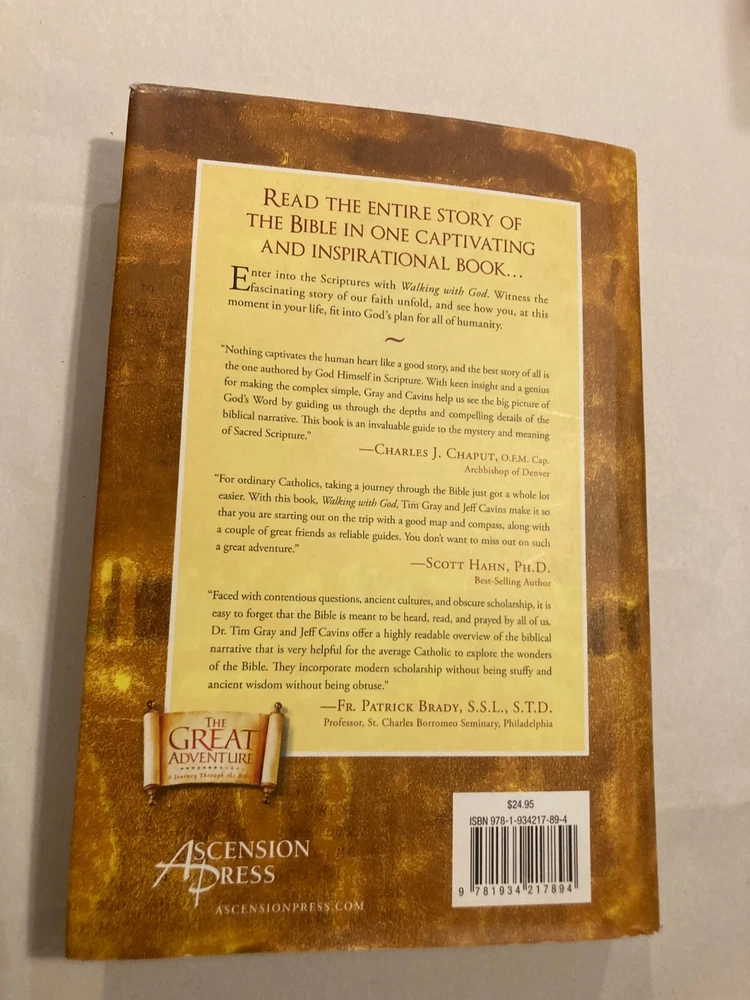 READ THE ENTIRE STORY OF
THE BIBLE IN ONE CAPTIVATING
AND INSPIRATIONAL BOOK...
Enter into the Scriptures with Walking with God. Witness the
fascinating story of our faith unfold, and see how you, at this
moment in your life, fit into God's plan for all of humanity.
~
“Nothing captivates the human heart like a good story, and the best story of all is
the one authored by God Himself in Scripture. With keen insight and a genius
for making the complex simple, Gray and Cavins help us see the big picture of
God's Word by guiding us through the depths and compelling details of the
biblical narrative. This book is an invaluable guide to the mystery and meaning
of Sacred Scripture.”
—CHARLES J. CHAPUT, O.F.M. Cap.
Archbishop of Denver
“For ordinary Catholics, taking a journey through the Bible just got a whole lot
easier. With this book, Walking with God, Tim Gray and Jeff Cavins make it so
that you are starting out on the trip with a good map and compass, along with
a couple of great friends as reliable guides. You don't want to miss out on such
a great adventure.”
—SCOTT HAHN, PH.D.
Best-Selling Author
“Faced with contentious questions, ancient cultures, and obscure scholarship, it is
easy to forget that the Bible is meant to be heard, read, and prayed by all of us.
Dr. Tim Gray and Jeff Cavins offer a highly readable overview of the biblical
narrative that is very helpful for the average Catholic to explore the wonders
of the Bible. They incorporate modern scholarship without being stuffy and
ancient wisdom without being obtuse.”
—FR. PATRICK BRADY, S.S.L., S.T.D.
Professor, St. Charles Borromeo Seminary, Philadelphia
THE
GREAT
ADVENTURE
A Journey Through the Bible
ASCENSION
PRESS
ASCENSIONPRESS.COM
$24.95
ISBN 978-1-934217-89-4
9 781934 217894